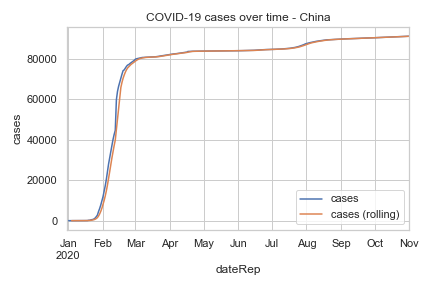 COVID-19 cases over time - China
cases
80000
60000
40000
20000
0
cases
cases (rolling)
Jan Feb Mar Apr May Jun Jul Aug Sep Oct Nov
2020
dateRep